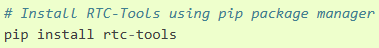 # Install RTC-Tools using pip package manager
pip install rtc-tools